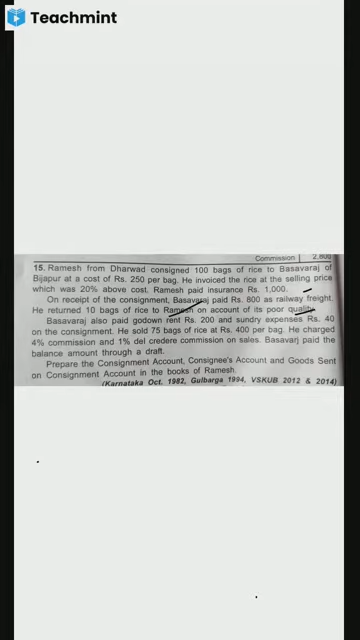 Teachmint
Commission 2,800
15. Ramesh from Dharwad consigned 100 bags of rice to Basavaraj of
Bijapur at a cost of Rs. 250 per bag. He invoiced the rice at the selling price
which was 20% above cost. Ramesh paid insurance Rs. 1,000.
On receipt of the consignment, Basavaraj paid Rs. 800 as railway freight.
He returned 10 bags of rice to Ramesh on account of its poor quality.
Basavaraj also paid godown rent Rs. 200 and sundry expenses Rs. 40
on the consignment. He sold 75 bags of rice at Rs. 400 per bag. He charged
4% commission and 1% del credere commission on sales. Basavarj paid the
balance amount through a draft.
Prepare the Consignment Account, Consignee's Account and Goods Sent
on Consignment Account in the books of Ramesh.
(Karnataka Oct. 1982, Gulbarga 1994, VSKUB 2012 & 2014)